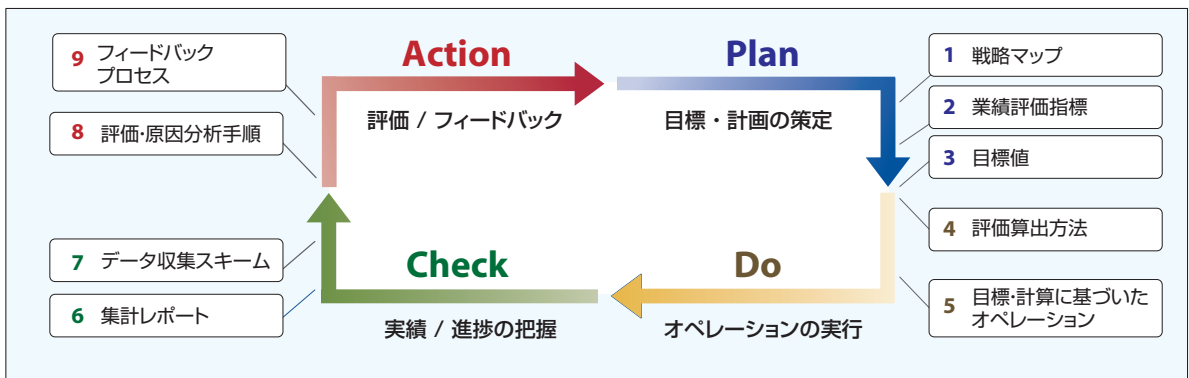 Action
評価 / フィードバック
Plan
目標・計画の策定
1 戦略マップ
2 業績評価指標
3 目標値
4 評価算出方法
5 目標・計算に基づいた
オペレーション
Do
オペレーションの実行
Check
実績 / 進捗の把握
6 集計レポート
7 データ収集スキーム
8 評価・原因分析手順
9 フィードバック
プロセス